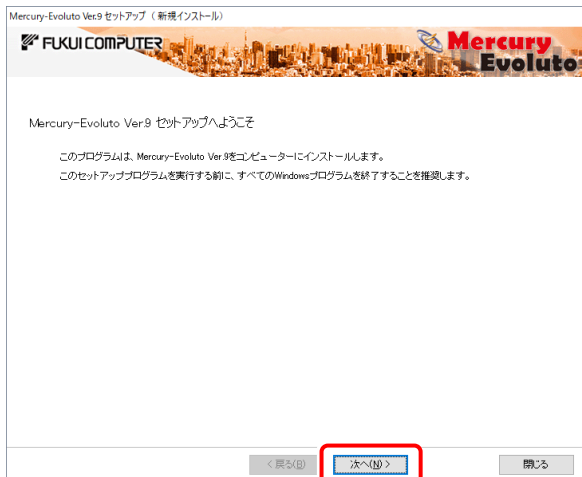 Mercury-Evoluto Ver.9 セットアップ（新規インストール）
FUKUI COMPUTER
Mercury
Evoluto
Mercury-Evoluto Ver.9 セットアップへようこそ
このプログラムは、Mercury-Evoluto Ver.9をコンピューターにインストールします。
このセットアッププログラムを実行する前に、すべてのWindowsプログラムを終了することを推奨します。
< 戻る(B)
次へ(N) >
閉じる